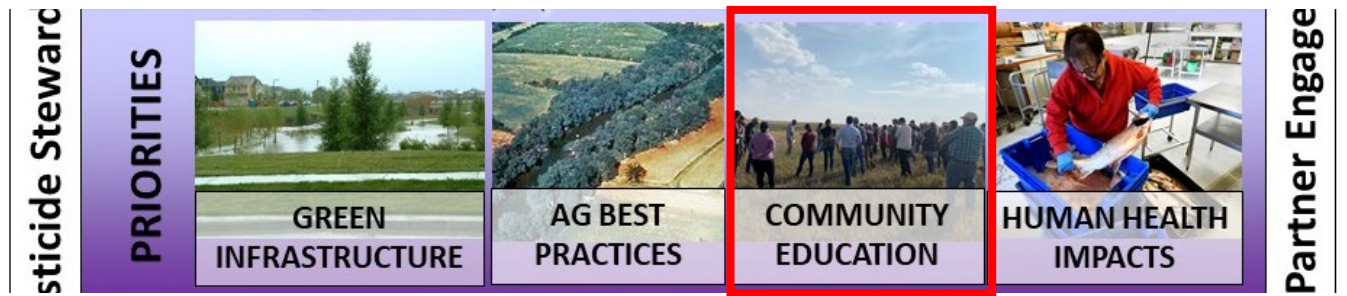 sticide Steward
PRIORITIES
GREEN
INFRASTRUCTURE
AG BEST
PRACTICES
COMMUNITY
EDUCATION
HUMAN HEALTH
IMPACTS
Partner Engage